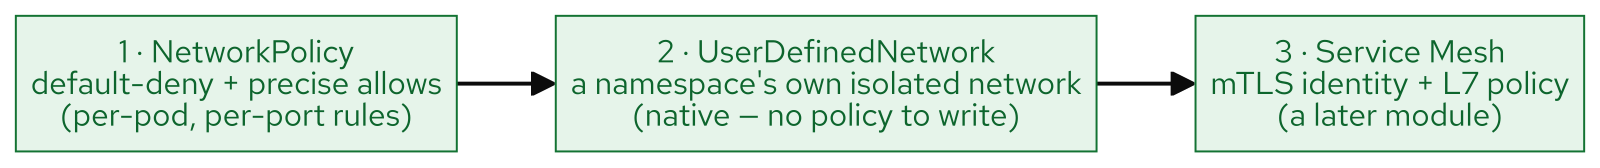 1 · NetworkPolicy
default-deny + precise allows
(per-pod, per-port rules)
2 · UserDefinedNetwork
a namespace's own isolated network
(native — no policy to write)
3 · Service Mesh
mTLS identity + L7 policy
(a later module)